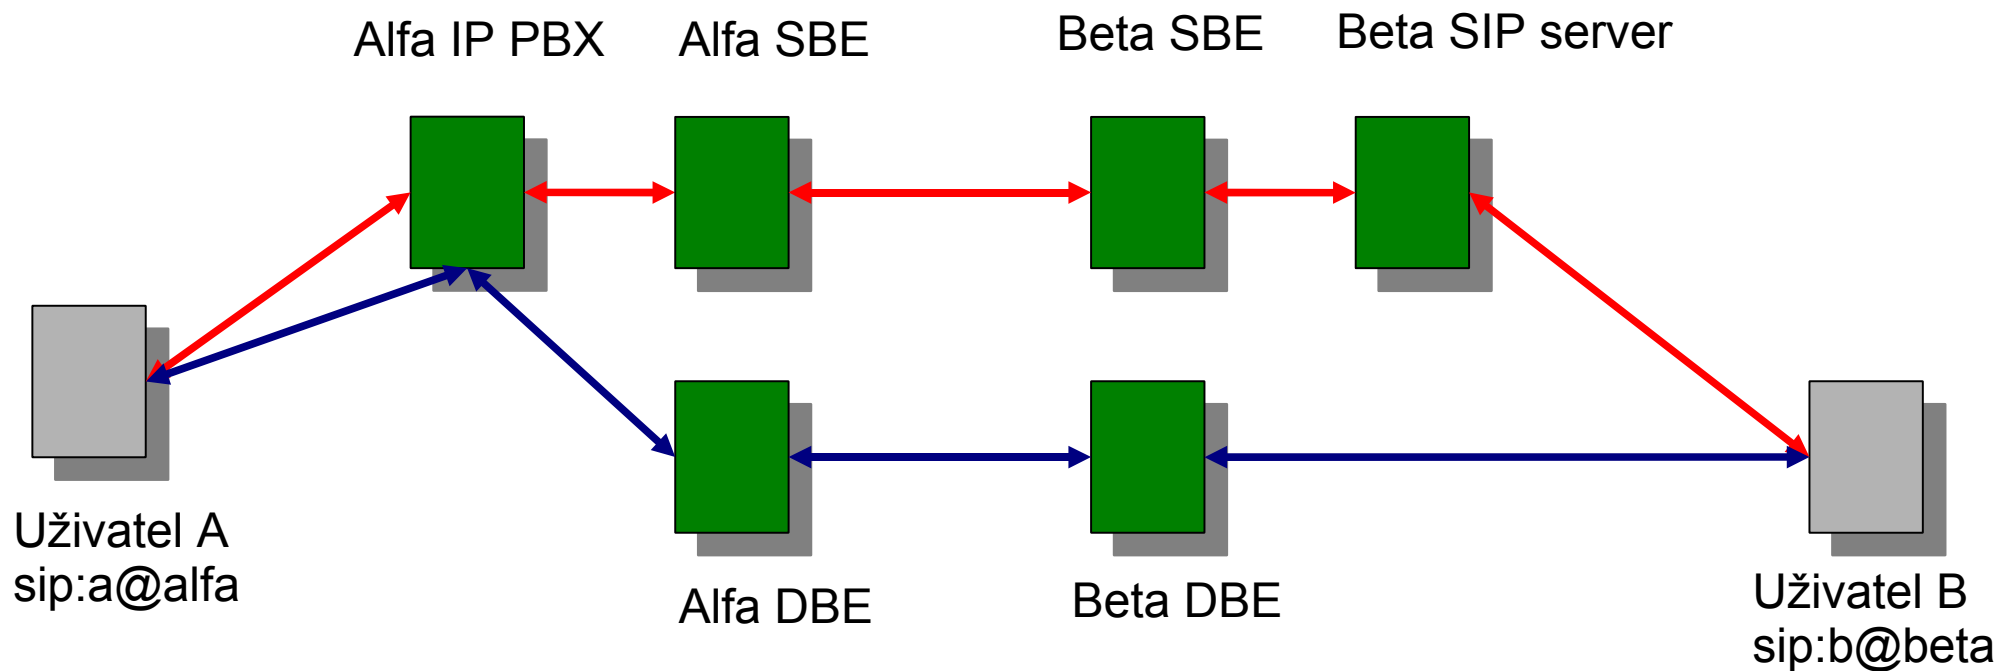 Alfa IP PBX
Alfa SBE
Beta SBE
Beta SIP server
Uživatel A
sip:a@alfa
Alfa DBE
Beta DBE
Uživatel B
sip:b@beta